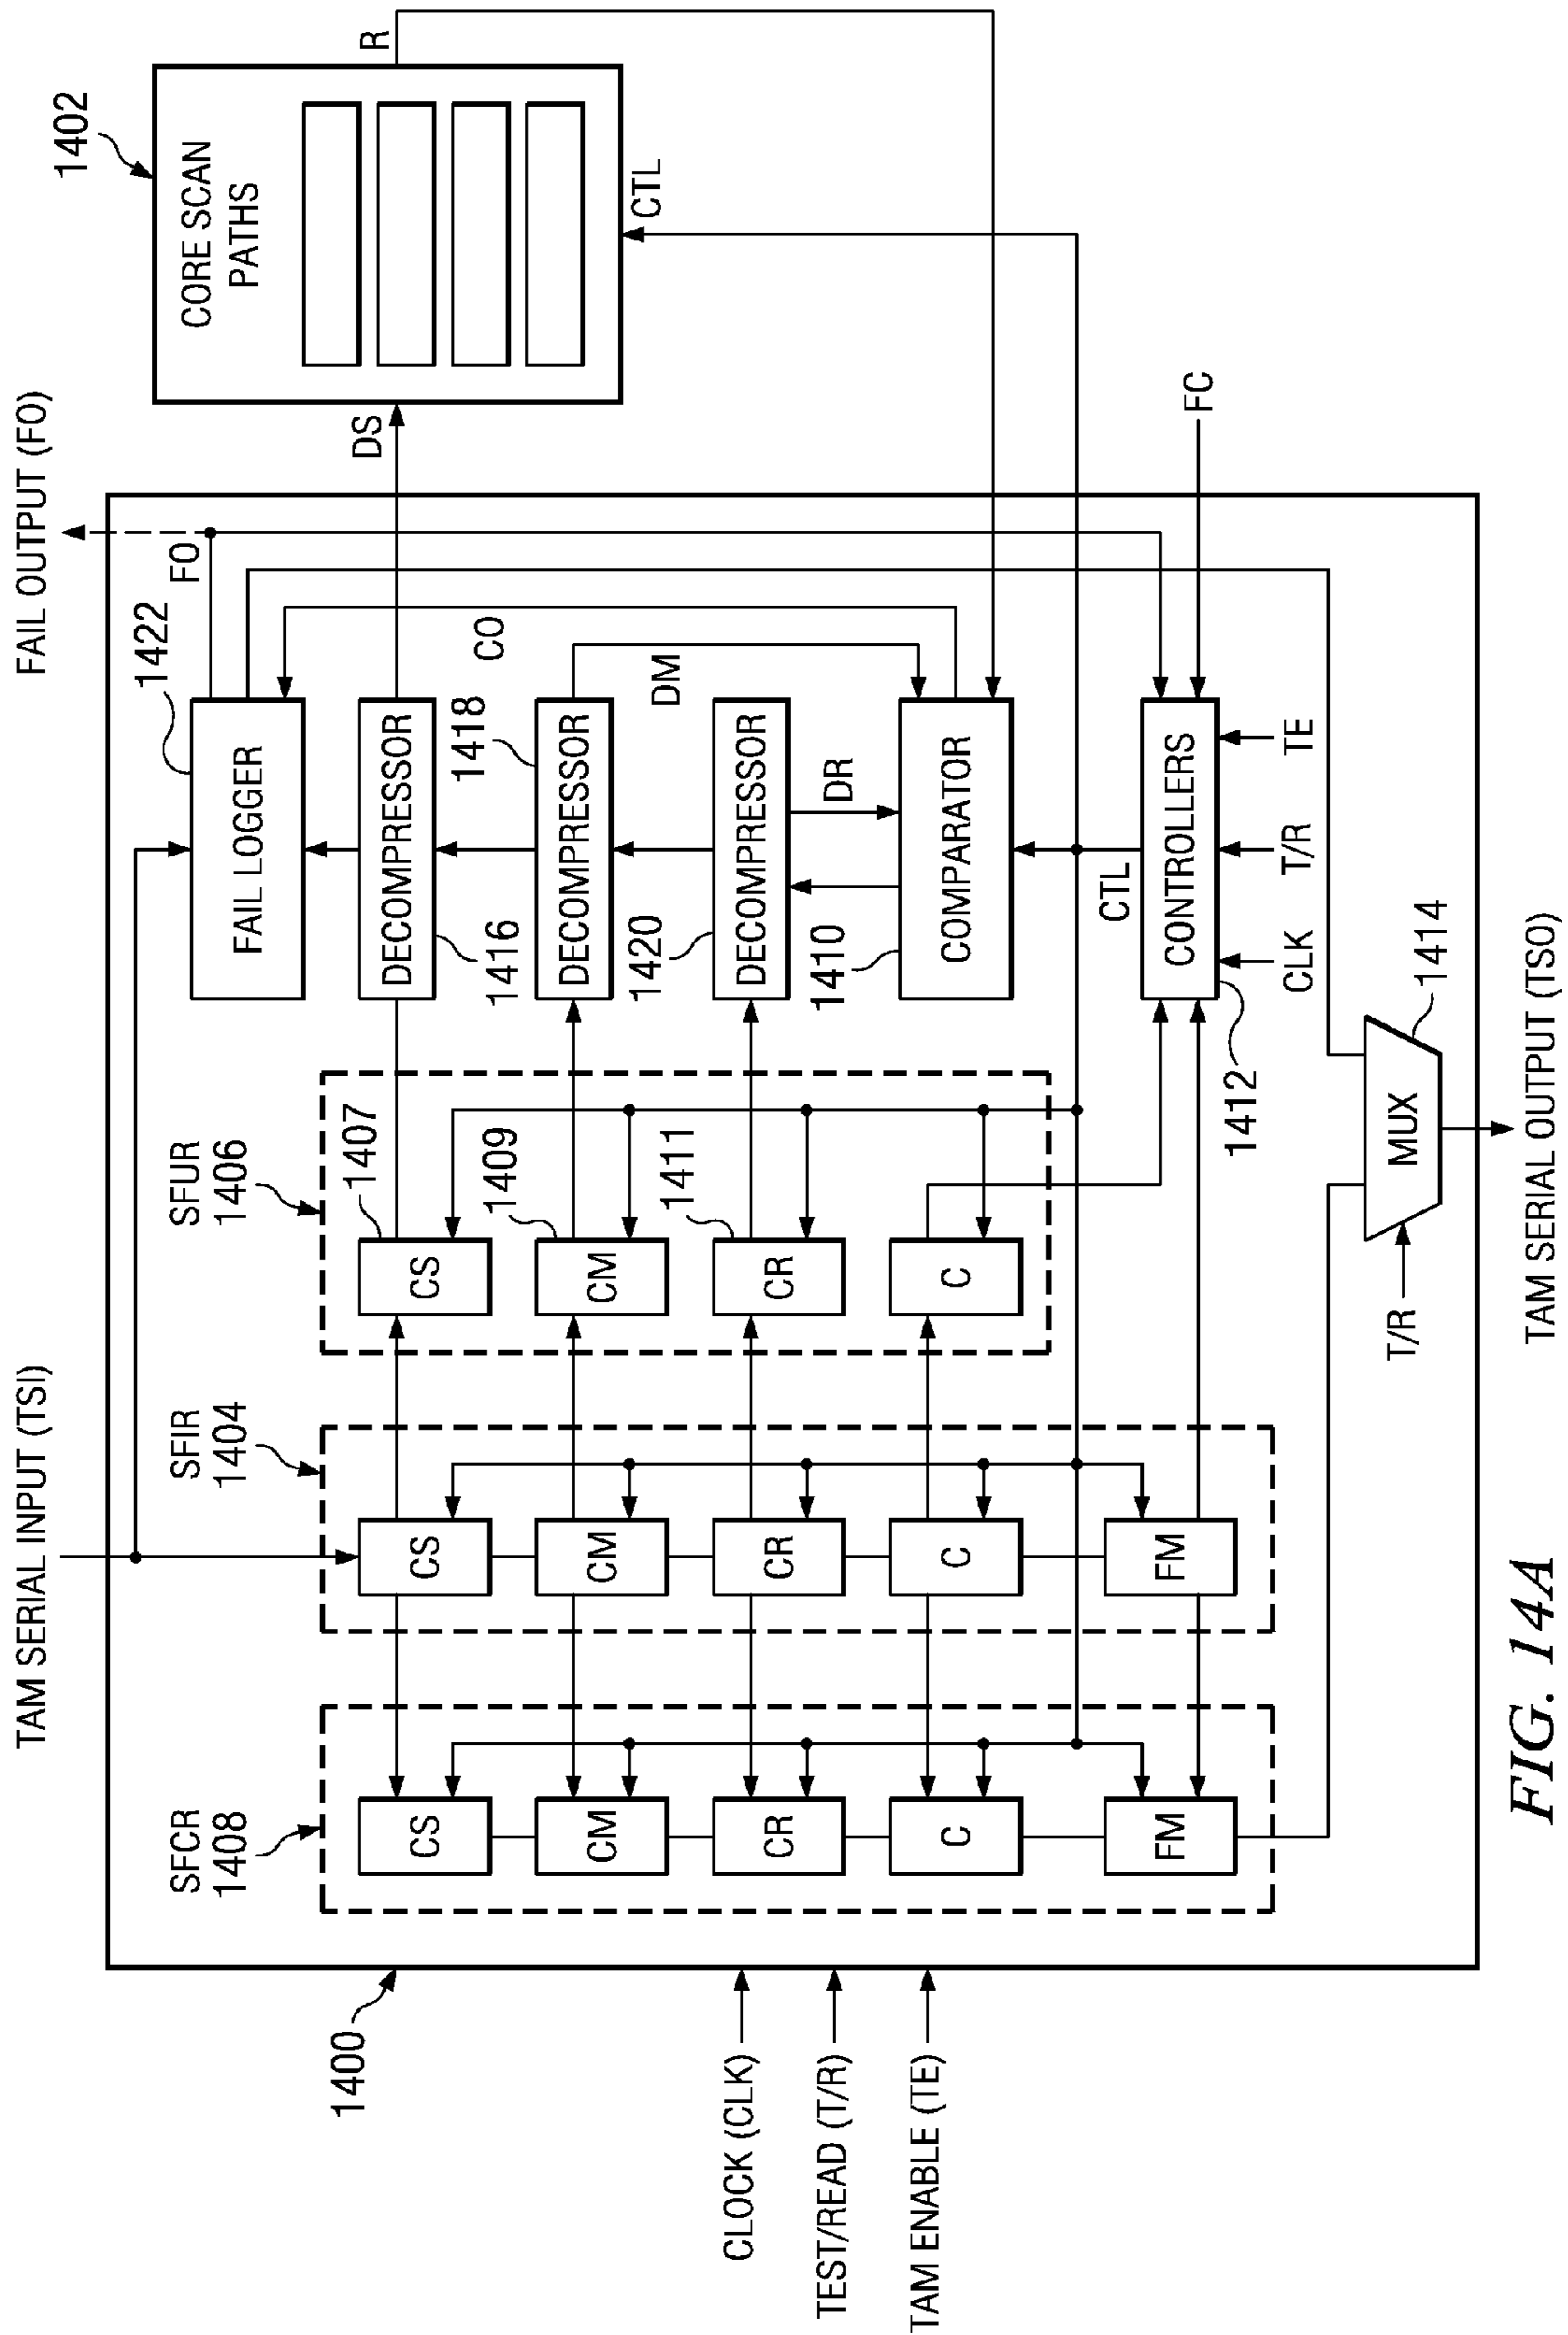 TAM SERIAL INPUT (TSI)
FAIL OUTPUT (FO)
1400
CLOCK (CLK)
TEST/READ (T/R)
TAM ENABLE (TE)
SFCR
1408
CS
CM
CR
C
FM
SFIR
1404
CS
CM
CR
C
FM
SFUR
1406
1407
CS
1409
CM
1411
CR
C
FAIL LOGGER
1422
FO
DECOMPRESSOR
1416
DS
DECOMPRESSOR
1418
CO
DM
DECOMPRESSOR
1420
DR
COMPARATOR
1410
CTL
CONTROLLERS
1412
CLK
T/R
TE
FC
CORE SCAN
PATHS
1402
R
CTL
T/R
MUX
1414
TAM SERIAL OUTPUT (TSO)
FIG. 14A